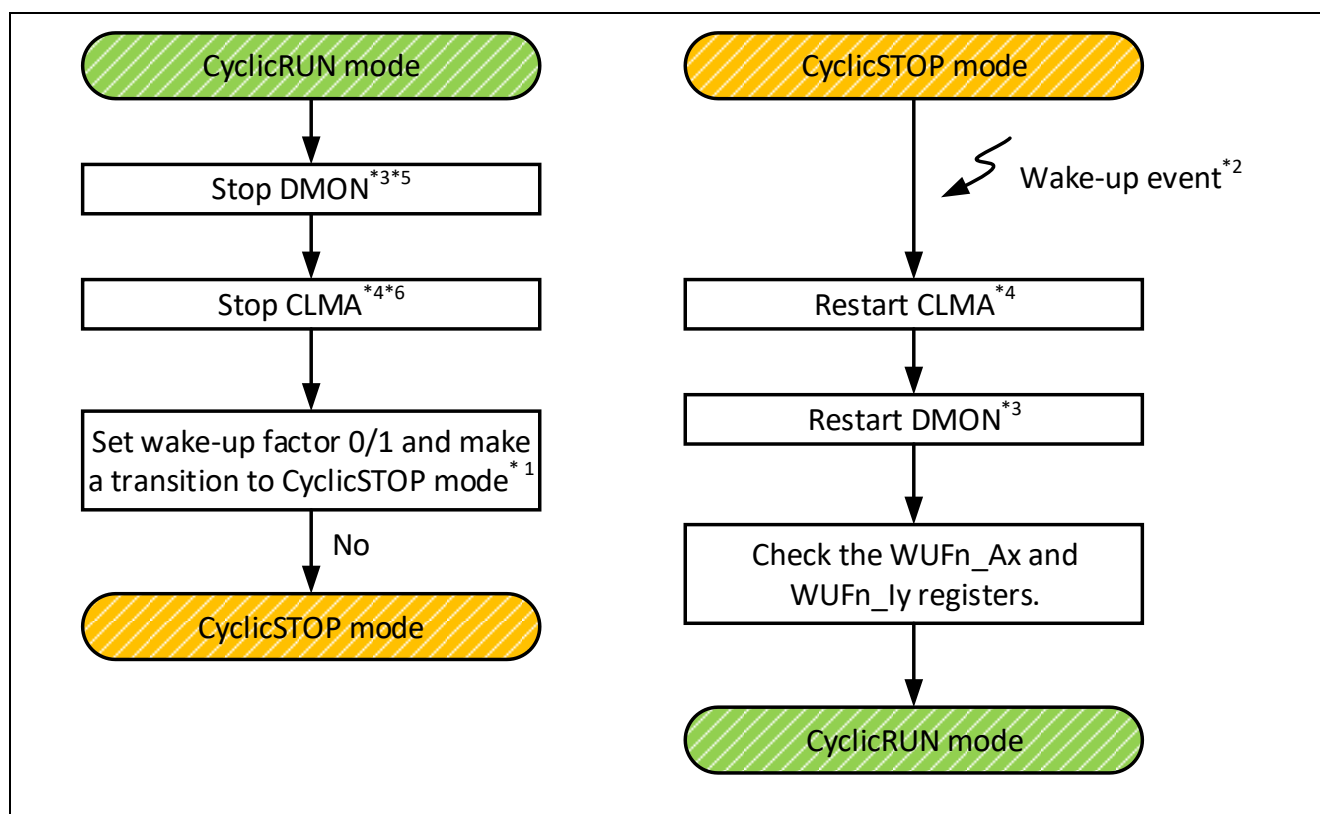 CyclicRUN mode
Stop DMON*3*5
Stop CLMA*4*6
Set wake-up factor 0/1 and make
a transition to CyclicSTOP mode* 1
No
CyclicSTOP mode
CyclicSTOP mode
Wake-up event*2
Restart CLMA*4
Restart DMON*3
Check the WUFn_Ax and
WUFn_Iy registers.
CyclicRUN mode